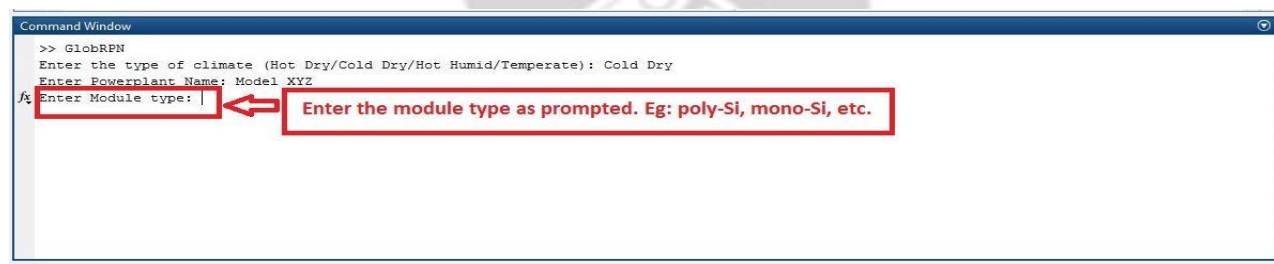 Command Window
>> GlobRPN
Enter the type of climate (Hot Dry/Cold Dry/Hot Humid/Temperate): Cold Dry
Enter Powerplant Name: Model XYZ
fx Enter Module type:
Enter the module type as prompted. Eg: poly-Si, mono-Si, etc.